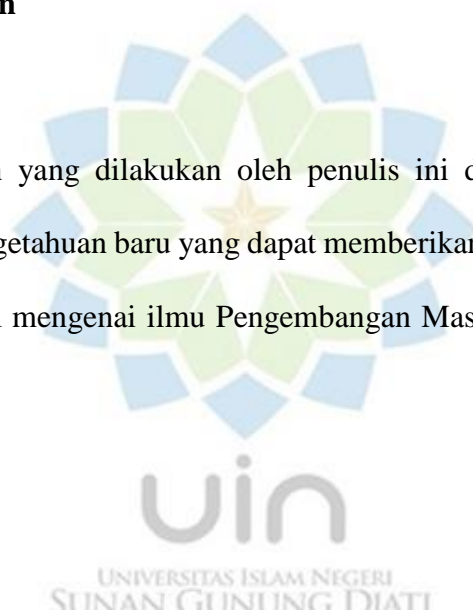 n
yang dilakukan oleh penulis ini
getahuan baru yang dapat memberikan
mengenai ilmu Pengembangan Mas
uin
UNIVERSITAS ISLAM NEGERI
SUNAN GUNUNG DJATI